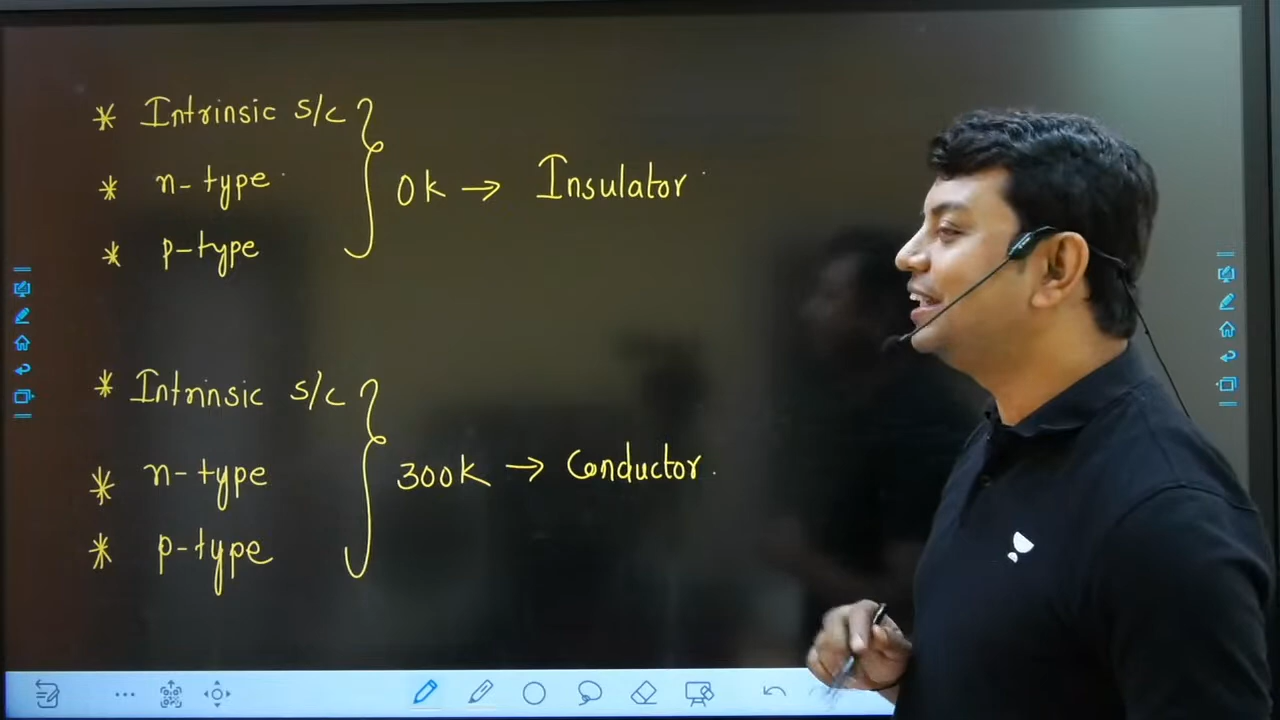 * Intrinsic s/c
* n-type
* p-type
0k → Insulator
* Intrinsic s/c
* n-type
* p-type
300k → Conductor.